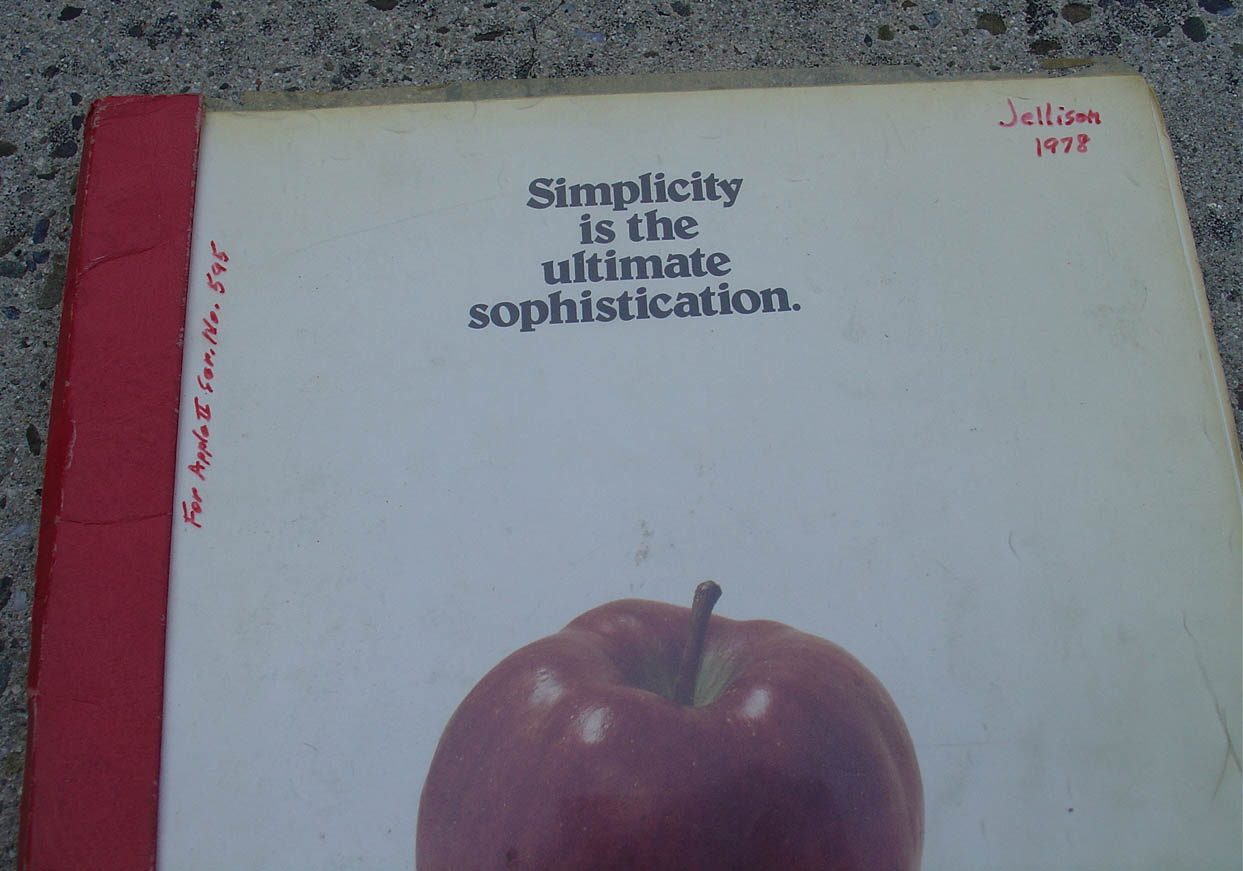 Jellison
1978
Simplicity
is the
ultimate
sophistication.
For Apple II Ser. No. 595